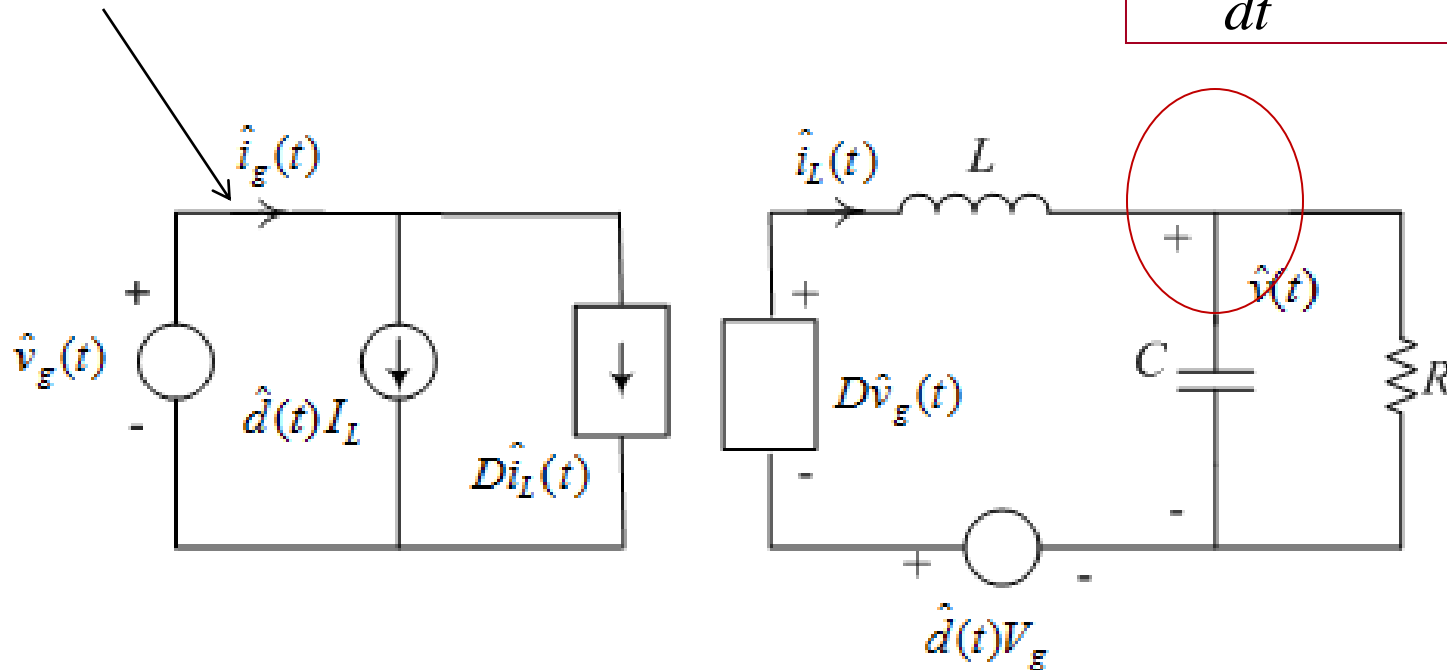 dt
î_g(t)
î_L(t)
L
+
+
+
v̂(t)
v̂_g(t)
C
R
Dv̂_g(t)
-
d̂(t)I_L
Dî_L(t)
-
-
+
-
d̂(t)V_g